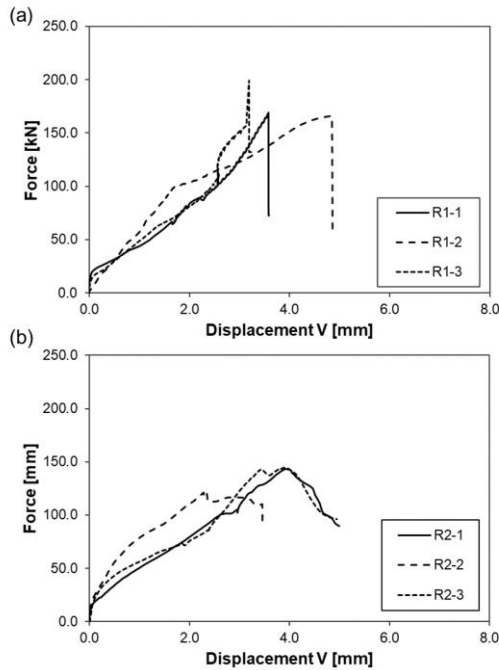 (a)
250.0
200.0
150.0
100.0
50.0
0.0
Force [kN]
R1-1
R1-2
R1-3
0.0 2.0 4.0 6.0 8.0
Displacement V [mm]
(b)
250.0
200.0
150.0
100.0
50.0
0.0
Force [mm]
R2-1
R2-2
R2-3
0.0 2.0 4.0 6.0 8.0
Displacement V [mm]